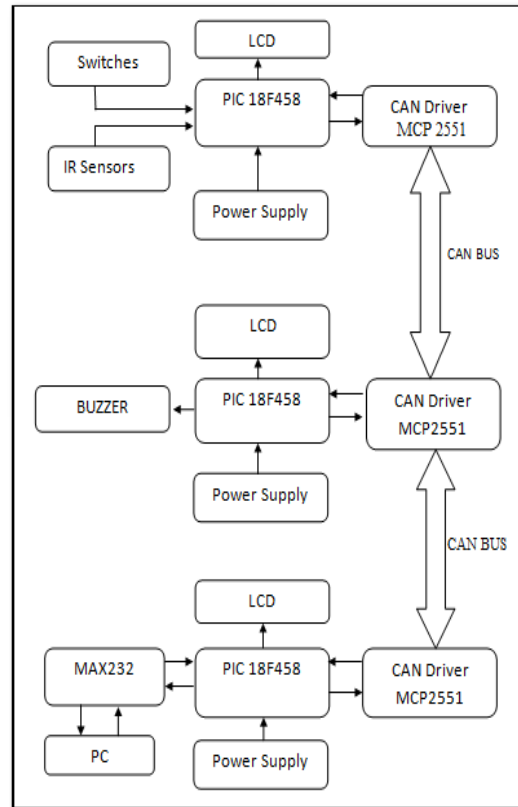 LCD
Switches
PIC 18F458
CAN Driver
MCP 2551
IR Sensors
Power Supply
CAN BUS
LCD
PIC 18F458
CAN Driver
MCP2551
BUZZER
Power Supply
CAN BUS
LCD
MAX232
PIC 18F458
CAN Driver
MCP2551
PC
Power Supply